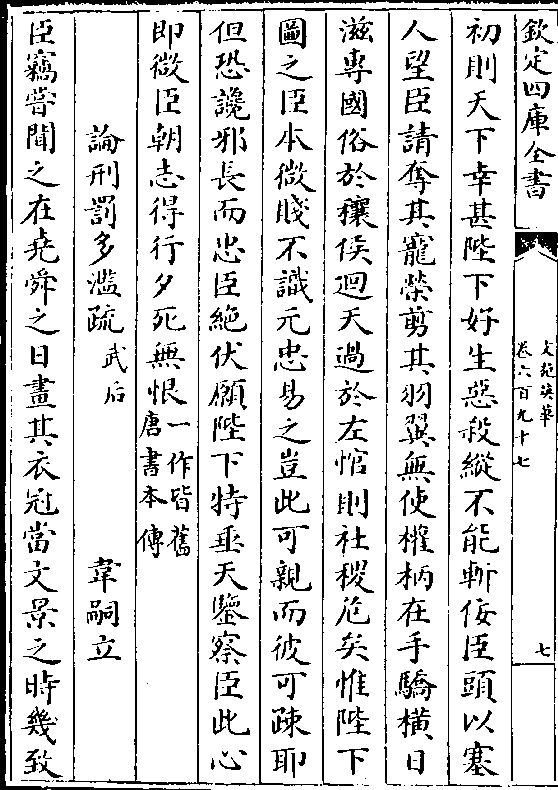 欽定四庫全書
文苑英華
卷六百九十七
七
初則天下幸甚陛下好生惡殺縱不能斬佞臣頭以塞
人望臣請奪其寵榮剪其羽翼無使權柄在手驕橫日
滋專國俗於穰侯迴天過於左悺則社稷危矣惟陛下
圖之臣本微賤不識元忠易之豈此可親而彼可疎耶
但恐讒邪長而忠臣絕伏願陛下特垂天鑒察臣此心
即微臣朝志得行夕死無恨一作皆舊
唐書本傳
論刑罰多濫疏武后 韋嗣立
臣竊嘗聞之在堯舜之日畫其衣冠當文景之時幾致